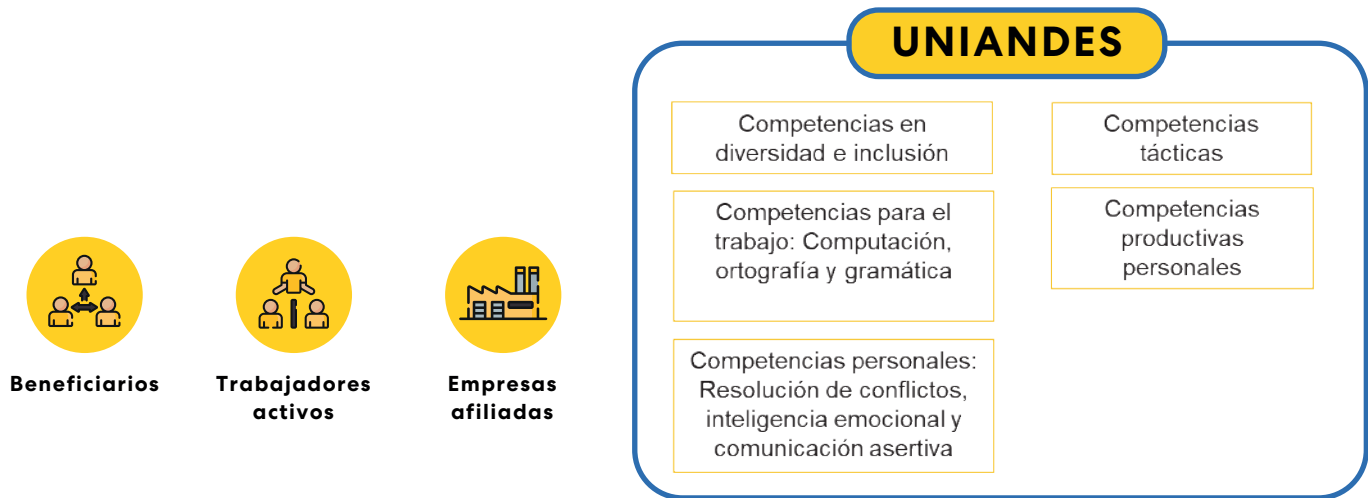 UNIANDES
Competencias en
diversidad e inclusión
Competencias
tácticas
Competencias para el
trabajo: Computación,
ortografía y gramática
Competencias
productivas
personales
Competencias personales:
Resolución de conflictos,
inteligencia emocional y
comunicación asertiva
Beneficiarios
Trabajadores
activos
Empresas
afiliadas